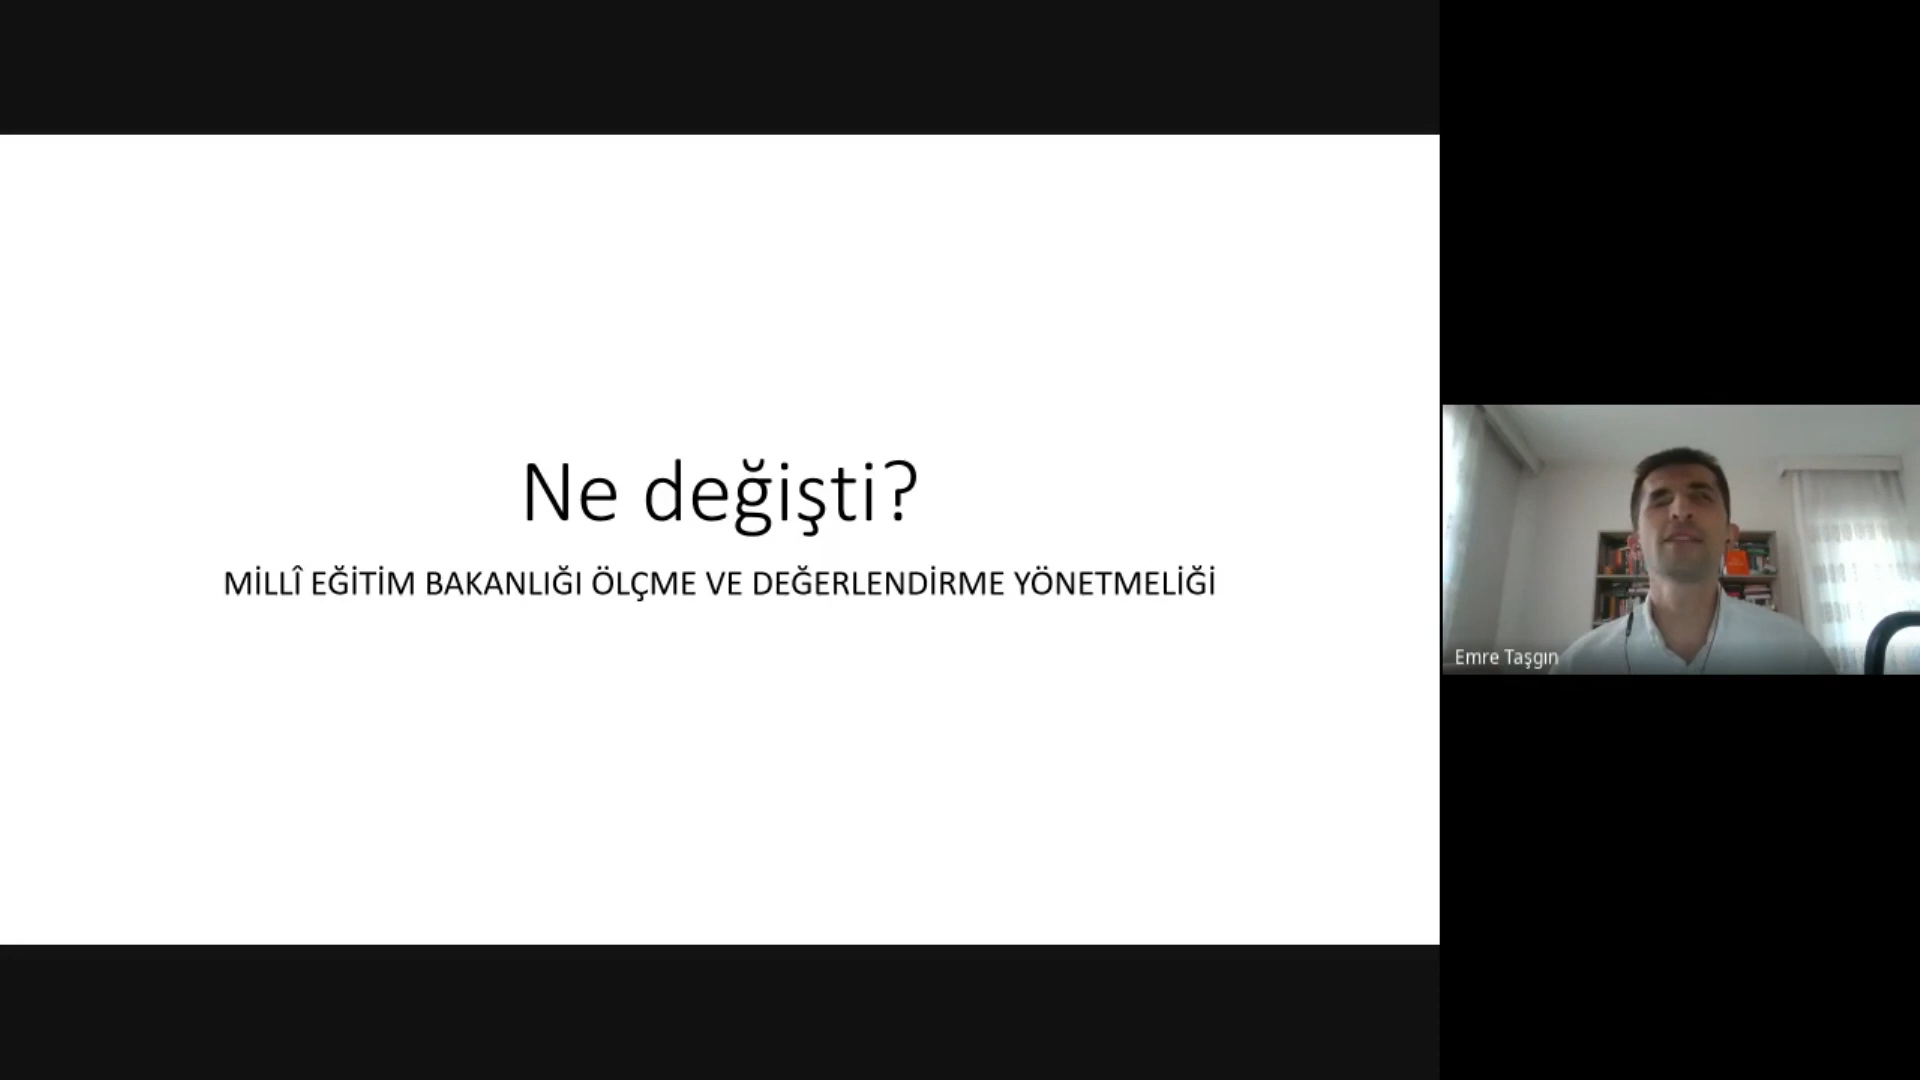 Ne değişti?
MİLLÎ EĞİTİM BAKANLIĞI ÖLÇME VE DEĞERLENDİRME YÖNETMELİĞİ
Emre Taşgın